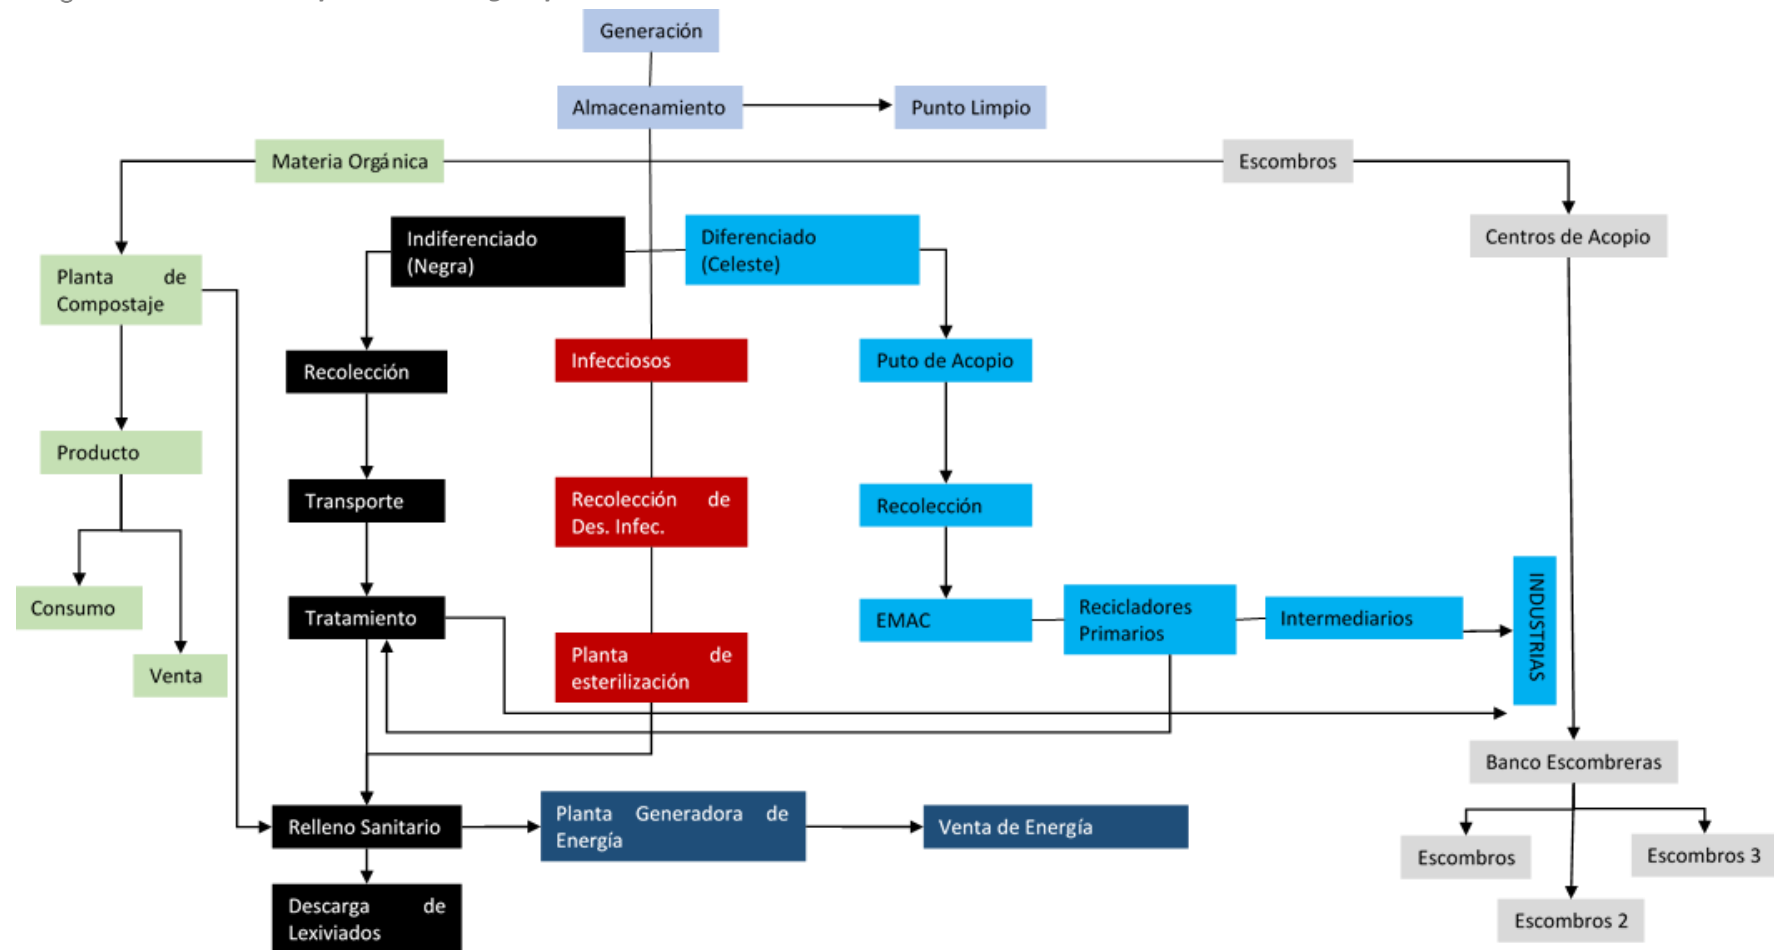 Generación
Almacenamiento
Punto Limpio
Materia Orgánica
Escombros
Indiferenciado
(Negra)
Diferenciado
(Celeste)
Centros de Acopio
Planta de
Compostaje
Recolección
Infecciosos
Puto de Acopio
Producto
Transporte
Recolección de
Des. Infec.
Recolección
Consumo
Tratamiento
EMAC
Recicladores
Primarios
Intermediarios
INDUSTRIAS
Venta
Planta de
esterilización
Banco Escombreras
Relleno Sanitario
Planta Generadora de
Energía
Venta de Energía
Escombros
Escombros 3
Escombros 2
Descarga de
Lexiviados